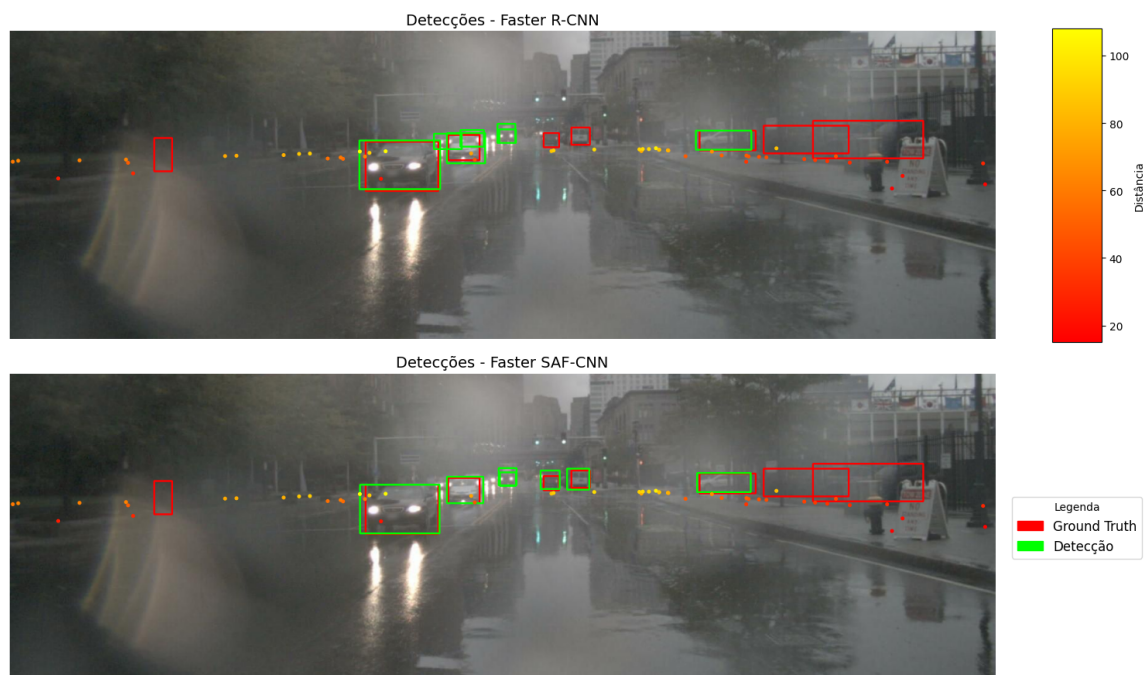 Detecções - Faster R-CNN
100
80
60
40
20
Distância
Detecções - Faster SAF-CNN
Legenda
Ground Truth
Detecção